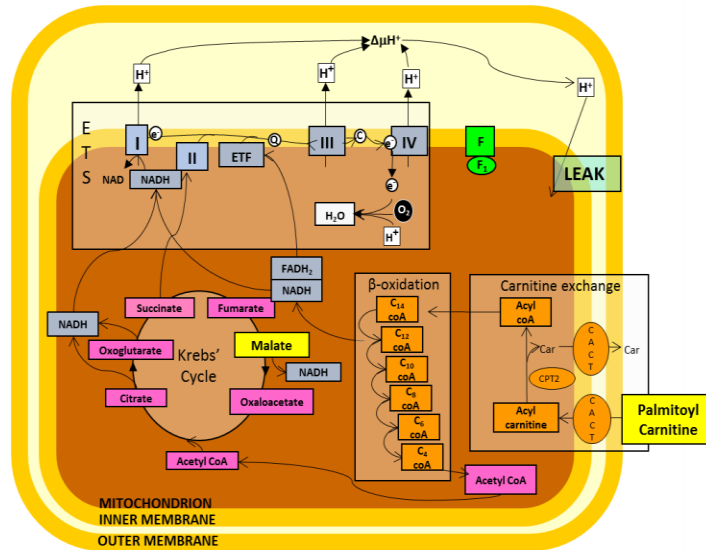 ΔμH⁺
H⁺
H⁺
H⁺
H⁺
E
T
S
I
e
Q
III
C
e
IV
F
F₁
LEAK
II
ETF
NAD
NADH
e
H₂O
O₂
H⁺
FADH₂
NADH
β-oxidation
Carnitine exchange
Succinate
Fumarate
NADH
Oxoglutarate
Krebs’
Cycle
Malate
NADH
Citrate
Oxaloacetate
Acetyl CoA
C₁₄
coA
C₁₂
coA
C₁₀
coA
C₈
coA
C₆
coA
C₄
coA
Acetyl CoA
Acyl
coA
Car
C
A
C
T
Car
CPT2
Acyl
carnitine
C
A
C
T
Palmitoyl
Carnitine
MITOCHONDRION
INNER MEMBRANE
OUTER MEMBRANE